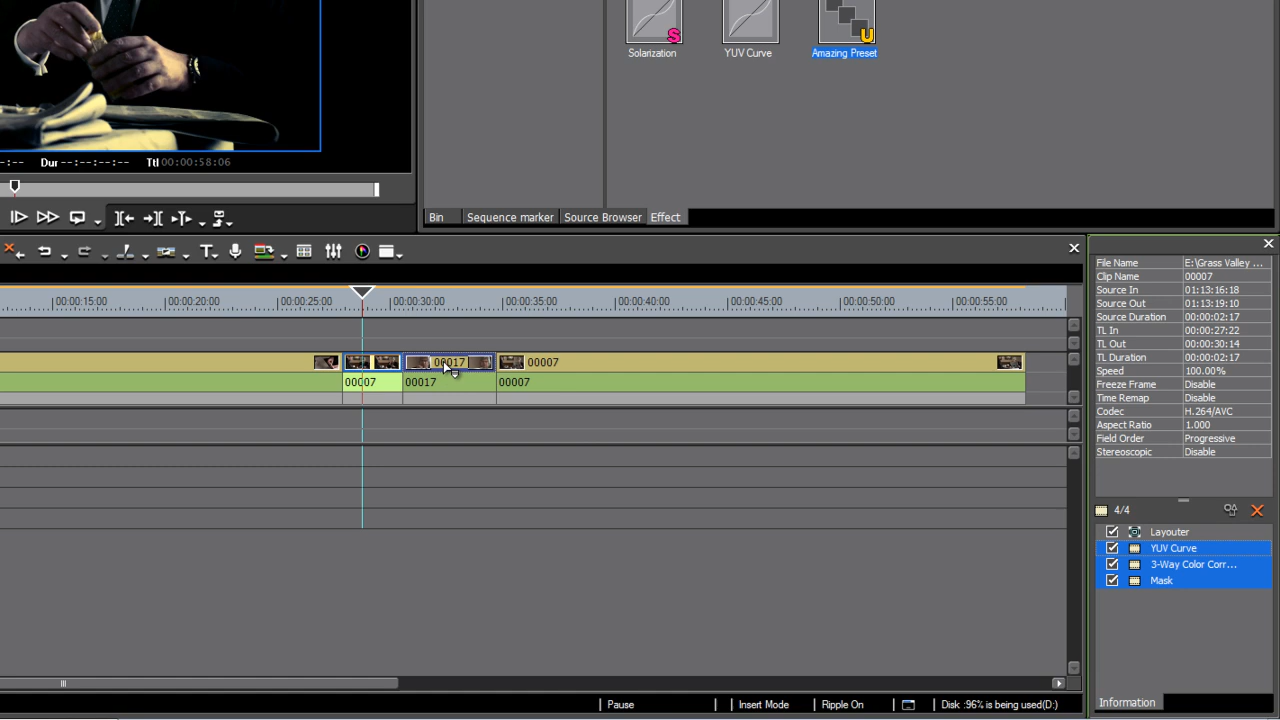 S
U
Solarization
YUV Curve
Amazing Preset
--:-- Dur --:--:--:-- Ttl 00:00:58:06
Bin
Sequence marker
Source Browser
Effect
00:00:15:00
00:00:20:00
00:00:25:00
00:00:30:00
00:00:35:00
00:00:40:00
00:00:45:00
00:00:50:00
00:00:55:00
00017
00007
00007
00017
00007
File Name E:\Grass Valley ...
Clip Name 00007
Source In 01:13:16:18
Source Out 01:13:19:10
Source Duration 00:00:02:17
TL In 00:00:27:22
TL Out 00:00:30:14
TL Duration 00:00:02:17
Speed 100.00%
Freeze Frame Disable
Time Remap Disable
Codec H.264/AVC
Aspect Ratio 1.000
Field Order Progressive
Stereoscopic Disable
4/4
Layouter
YUV Curve
3-Way Color Corr...
Mask
Information
Pause
Insert Mode
Ripple On
Disk :96% is being used(D:)